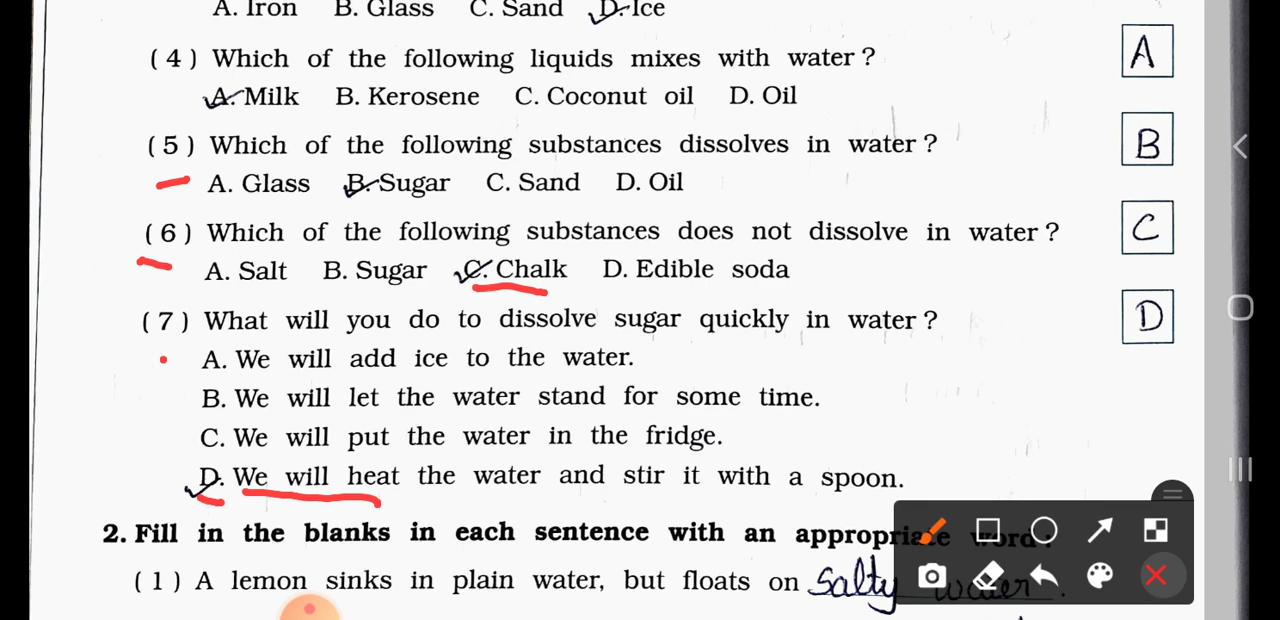 A. Iron B. Glass C. Sand D. Ice
(4) Which of the following liquids mixes with water? A
A. Milk B. Kerosene C. Coconut oil D. Oil
(5) Which of the following substances dissolves in water? B
A. Glass B. Sugar C. Sand D. Oil
(6) Which of the following substances does not dissolve in water? C
A. Salt B. Sugar C. Chalk D. Edible soda
(7) What will you do to dissolve sugar quickly in water? D
A. We will add ice to the water.
B. We will let the water stand for some time.
C. We will put the water in the fridge.
D. We will heat the water and stir it with a spoon.
2. Fill in the blanks in each sentence with an appropriate word:
(1) A lemon sinks in plain water, but floats on salty water.